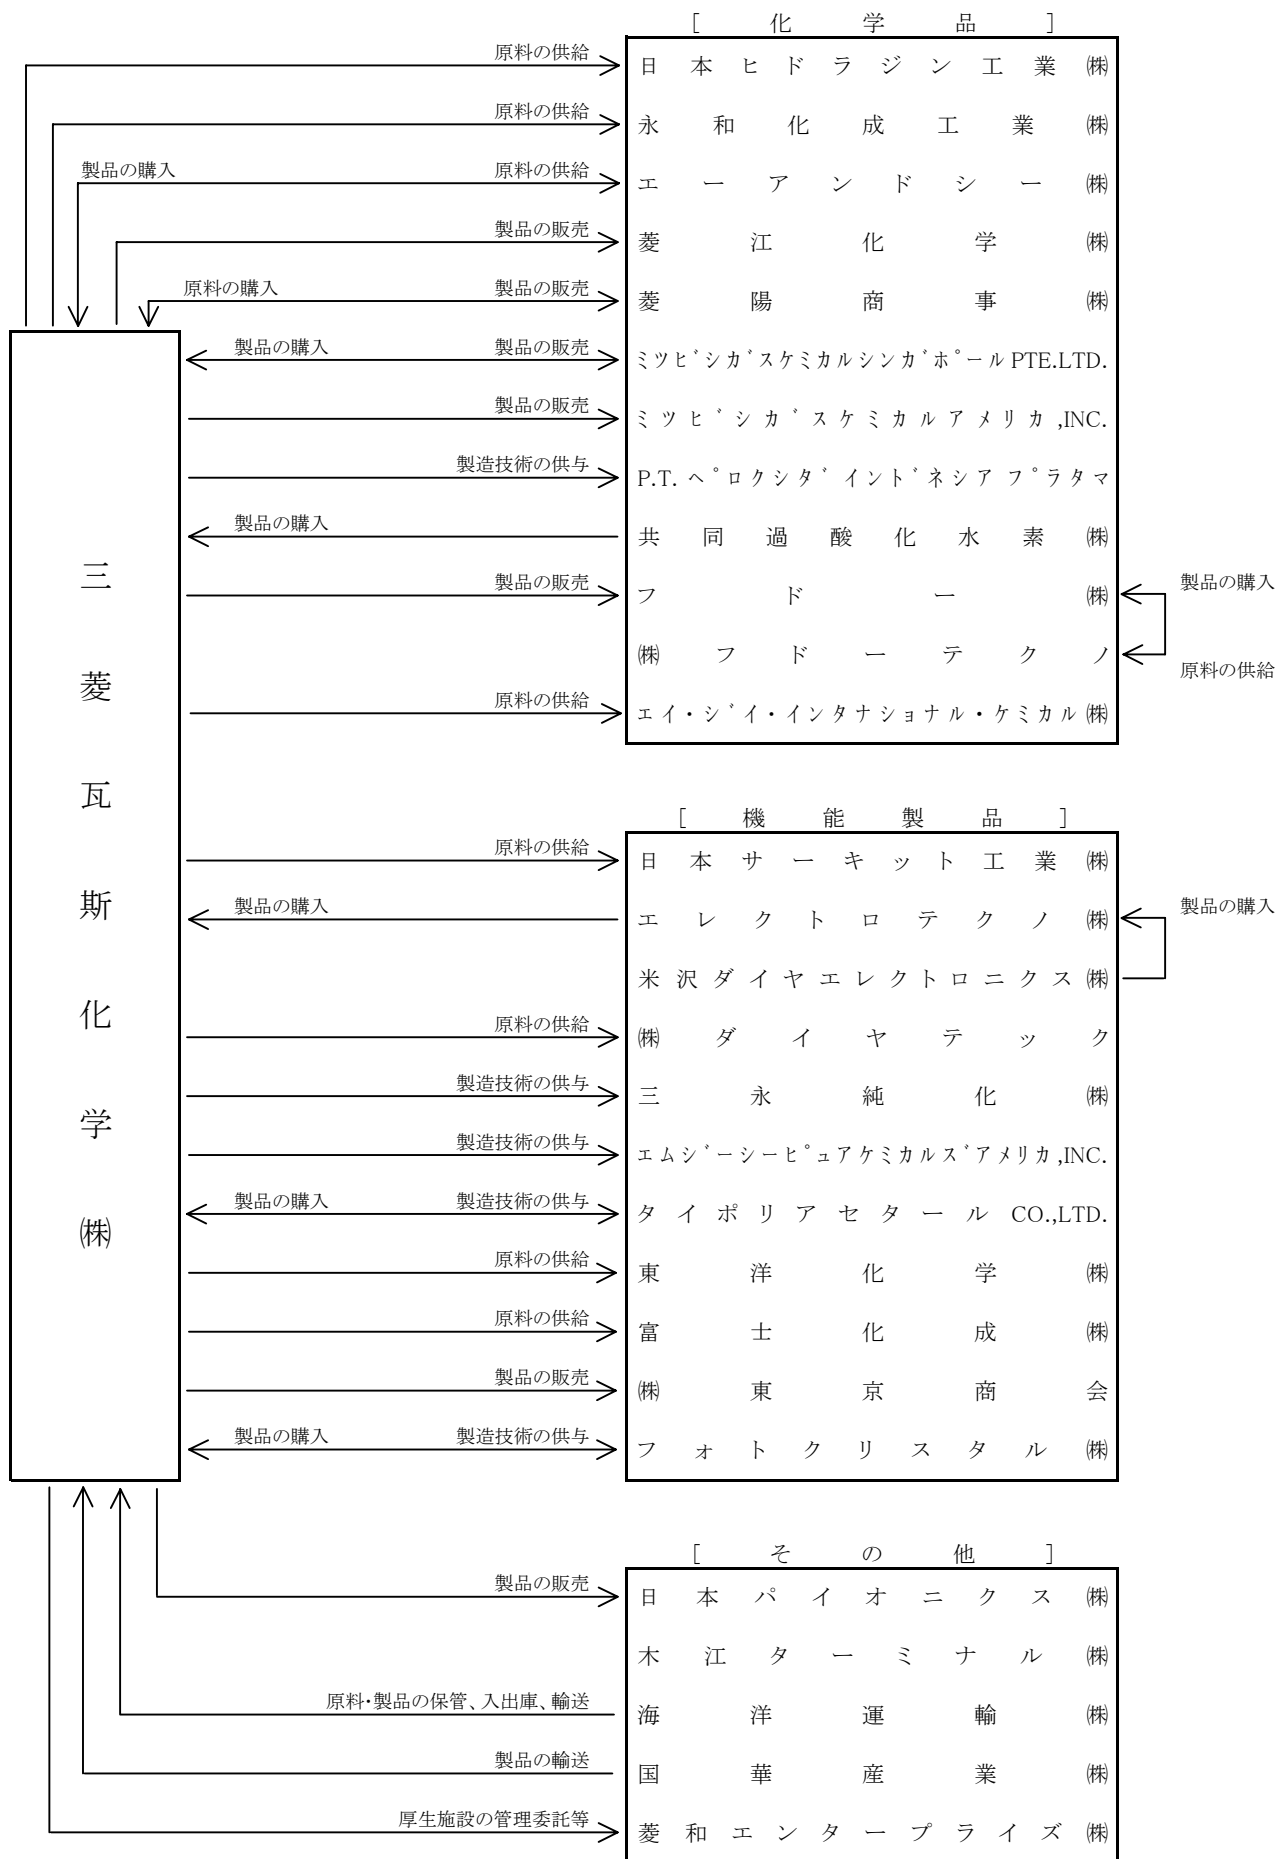 [化学品]
原料の供給
日本ヒドラジン工業㈱
原料の供給
永和化成工業㈱
製品の購入 原料の供給
エーアンドシー㈱
製品の販売
菱江化学㈱
原料の購入 製品の販売
菱陽商事㈱
製品の購入 製品の販売
ミツビシガスケミカルシンガポールPTE.LTD.
製品の販売
ミツビシガスケミカルアメリカ,INC.
製造技術の供与
P.T.ペロクシダ インドネシア プラタマ
製品の購入
共同過酸化水素㈱
製品の販売
フドー㈱
製品の購入
㈱フドーテクノ
原料の供給
原料の供給
エイ・ジイ・インタナショナル・ケミカル㈱
三菱瓦斯化学㈱
[機能製品]
原料の供給
日本サーキット工業㈱
製品の購入
エレクトロテクノ㈱
製品の購入
米沢ダイヤエレクトロニクス㈱
原料の供給
㈱ダイヤテック
製造技術の供与
三永純化㈱
製造技術の供与
エムジーシーピュアケミカルズアメリカ,INC.
製品の購入 製造技術の供与
タイポリアセタールCO.,LTD.
原料の供給
東洋化学㈱
原料の供給
富士化成㈱
製品の販売
㈱東京商会
製品の購入 製造技術の供与
フォトクリスタル㈱
[その他]
製品の販売
日本パイオニクス㈱
木江ターミナル㈱
原料・製品の保管、入出庫、輸送
海洋運輸㈱
製品の輸送
国華産業㈱
厚生施設の管理委託等
菱和エンタープライズ㈱